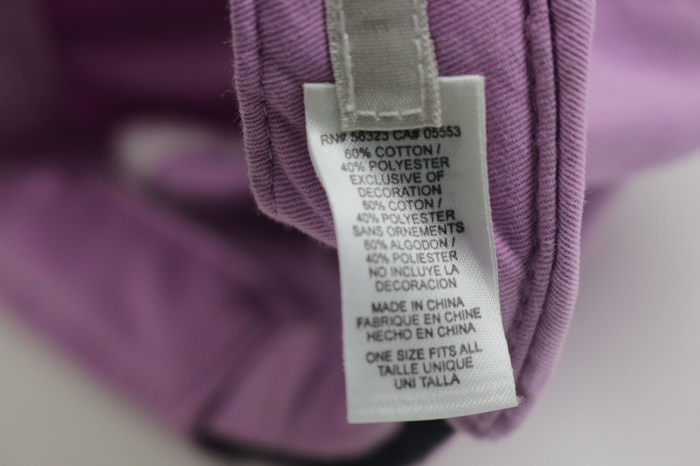 RN# 56323 CA# 05553
60% COTTON /
40% POLYESTER
EXCLUSIVE OF
DECORATION
60% COTON /
40% POLYESTER
SANS ORNEMENTS
60% ALGODON /
40% POLIESTER
NO INCLUYE LA
DECORACION
MADE IN CHINA
FABRIQUE EN CHINE
HECHO EN CHINA
ONE SIZE FITS ALL
TAILLE UNIQUE
UNI TALLA